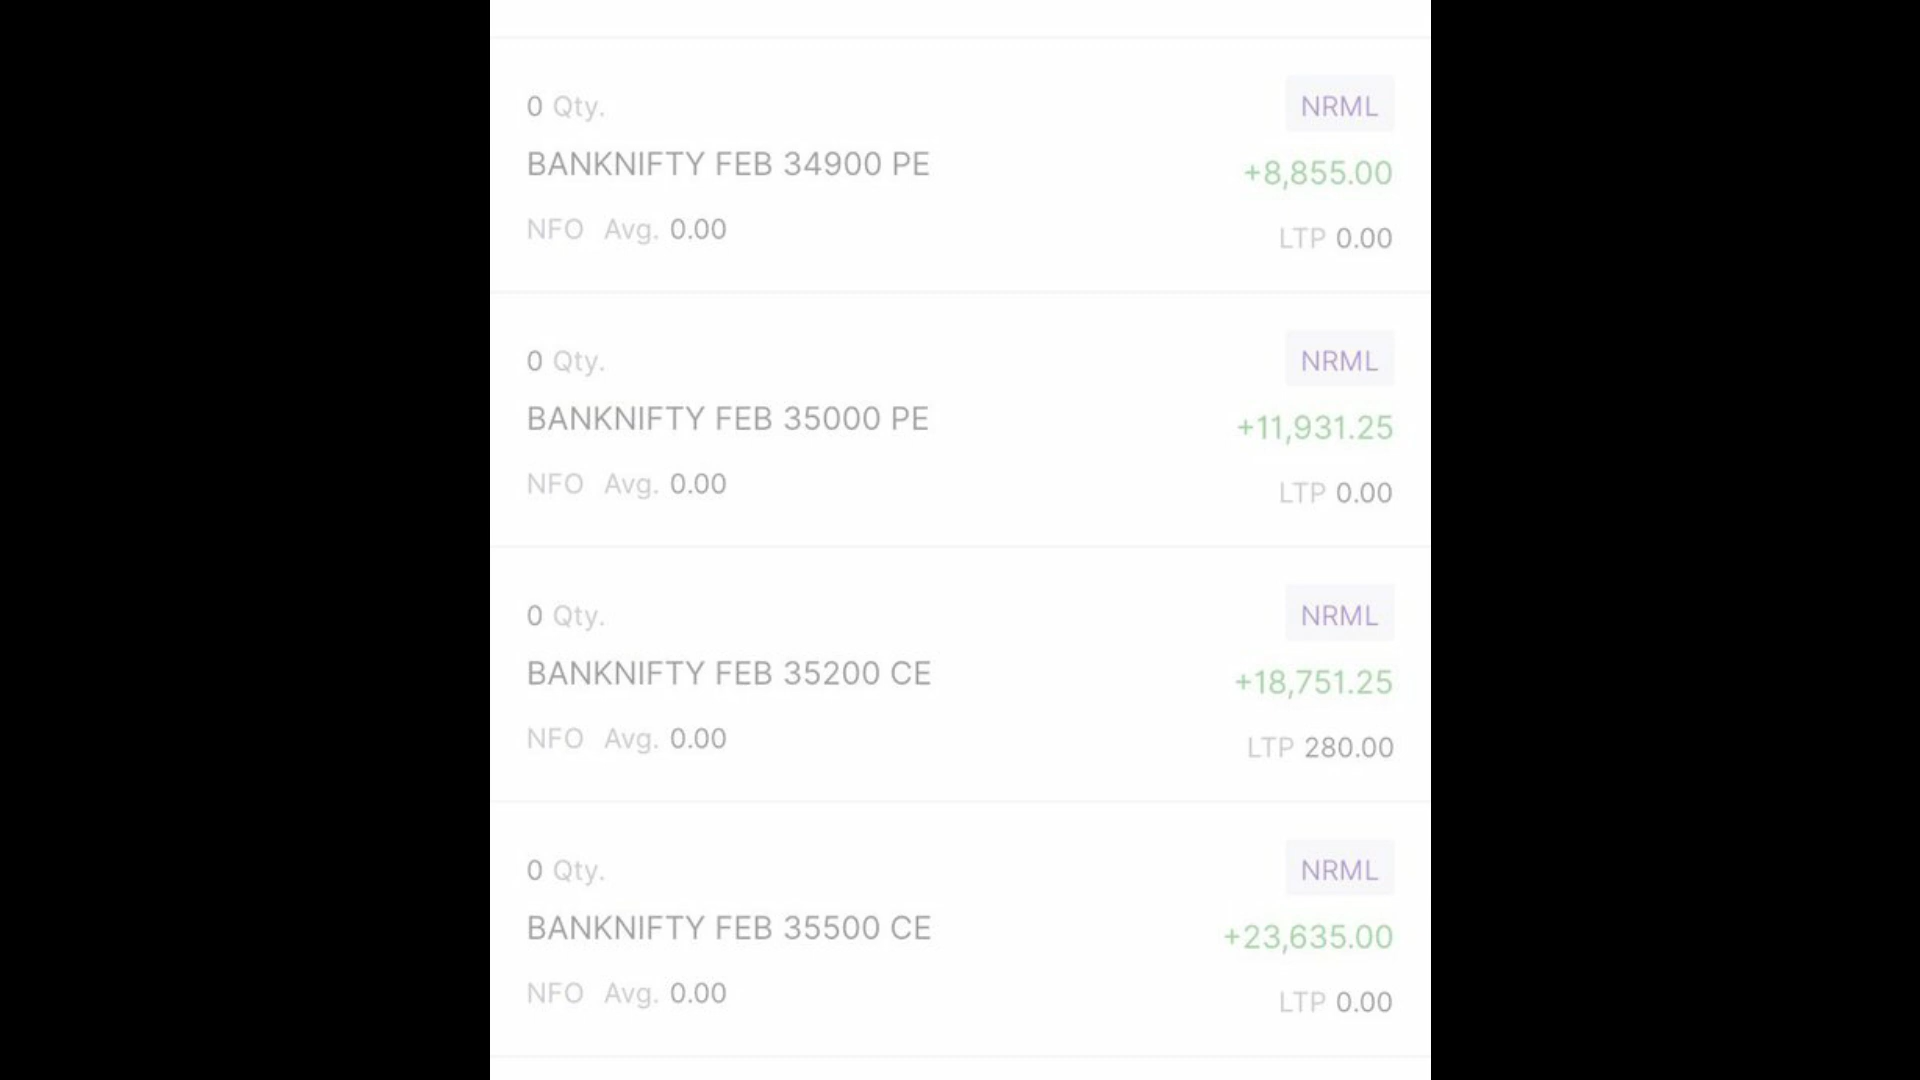 0 Qty. NRML
BANKNIFTY FEB 34900 PE +8,855.00
NFO Avg. 0.00 LTP 0.00
0 Qty. NRML
BANKNIFTY FEB 35000 PE +11,931.25
NFO Avg. 0.00 LTP 0.00
0 Qty. NRML
BANKNIFTY FEB 35200 CE +18,751.25
NFO Avg. 0.00 LTP 280.00
0 Qty. NRML
BANKNIFTY FEB 35500 CE +23,635.00
NFO Avg. 0.00 LTP 0.00